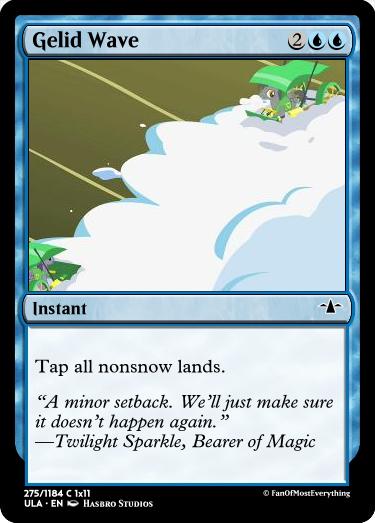 Gelid Wave 2
Instant
Tap all nonsnow lands.
“A minor setback. We’ll just make sure
it doesn’t happen again.”
—Twilight Sparkle, Bearer of Magic
275/1184 C 1x11
ULA • EN Hasbro Studios
© FanOfMostEverything